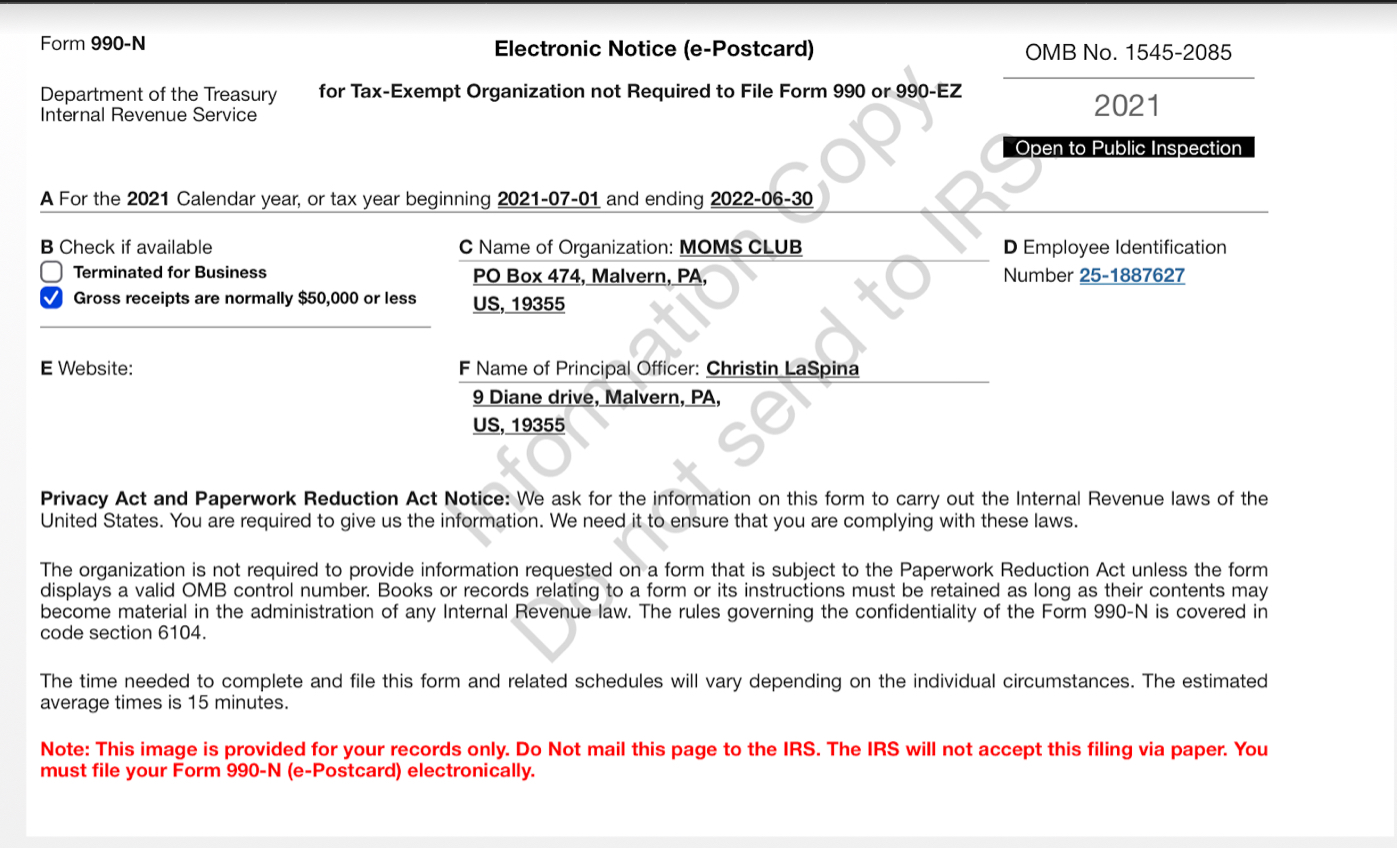 Form 990-N
Electronic Notice (e-Postcard)
OMB No. 1545-2085
Department of the Treasury
Internal Revenue Service
for Tax-Exempt Organization not Required to File Form 990 or 990-EZ
2021
Open to Public Inspection
A For the 2021 Calendar year, or tax year beginning 2021-07-01 and ending 2022-06-30
B Check if available
Terminated for Business
Gross receipts are normally $50,000 or less
C Name of Organization: MOMS CLUB
PO Box 474, Malvern, PA,
US, 19355
D Employee Identification
Number 25-1887627
E Website:
F Name of Principal Officer: Christin LaSpina
9 Diane drive, Malvern, PA,
US, 19355
Privacy Act and Paperwork Reduction Act Notice: We ask for the information on this form to carry out the Internal Revenue laws of the
United States. You are required to give us the information. We need it to ensure that you are complying with these laws.
The organization is not required to provide information requested on a form that is subject to the Paperwork Reduction Act unless the form
displays a valid OMB control number. Books or records relating to a form or its instructions must be retained as long as their contents may
become material in the administration of any Internal Revenue law. The rules governing the confidentiality of the Form 990-N is covered in
code section 6104.
The time needed to complete and file this form and related schedules will vary depending on the individual circumstances. The estimated
average times is 15 minutes.
Note: This image is provided for your records only. Do Not mail this page to the IRS. The IRS will not accept this filing via paper. You
must file your Form 990-N (e-Postcard) electronically.
Information Copy.
Do not send to IRS